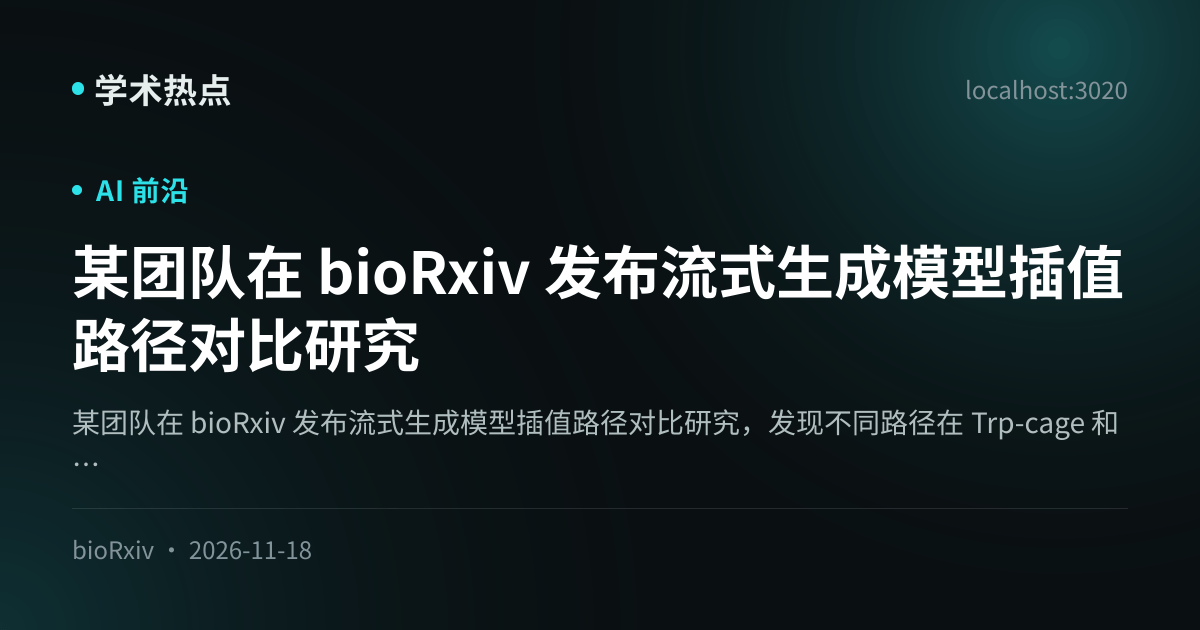 学术热点
localhost:3020
AI 前沿
某团队在 bioRxiv 发布流式生成模型插值
路径对比研究
某团队在 bioRxiv 发布流式生成模型插值路径对比研究，发现不同路径在 Trp-cage 和
…
bioRxiv · 2026-11-18